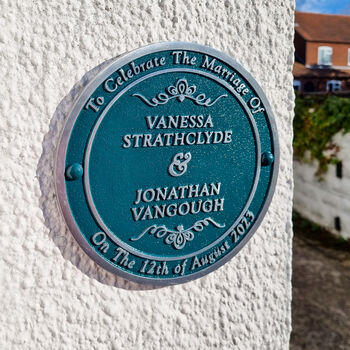 To Celebrate The Marriage Of
VANESSA
STRATHCLYDE
&
JONATHAN
VANGOUGH
On The 12th of August 2023